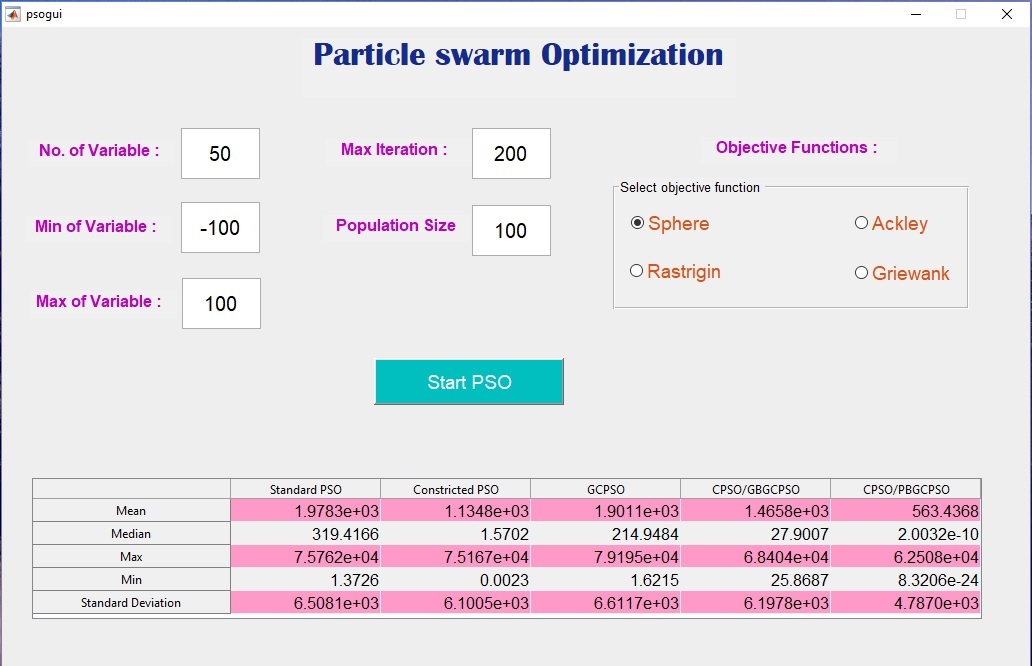 psogui
Particle swarm Optimization
No. of Variable : 50
Max Iteration : 200
Objective Functions :
Min of Variable : -100
Population Size 100
Select objective function
Sphere Ackley
Rastrigin Griewank
Max of Variable : 100
Start PSO
Standard PSO Constricted PSO GCPSO CPSO/GBGCPSO CPSO/PBGCPSO
Mean 1.9783e+03 1.1348e+03 1.9011e+03 1.4658e+03 563.4368
Median 319.4166 1.5702 214.9484 27.9007 2.0032e-10
Max 7.5762e+04 7.5167e+04 7.9195e+04 6.8404e+04 6.2508e+04
Min 1.3726 0.0023 1.6215 25.8687 8.3206e-24
Standard Deviation 6.5081e+03 6.1005e+03 6.6117e+03 6.1978e+03 4.7870e+03